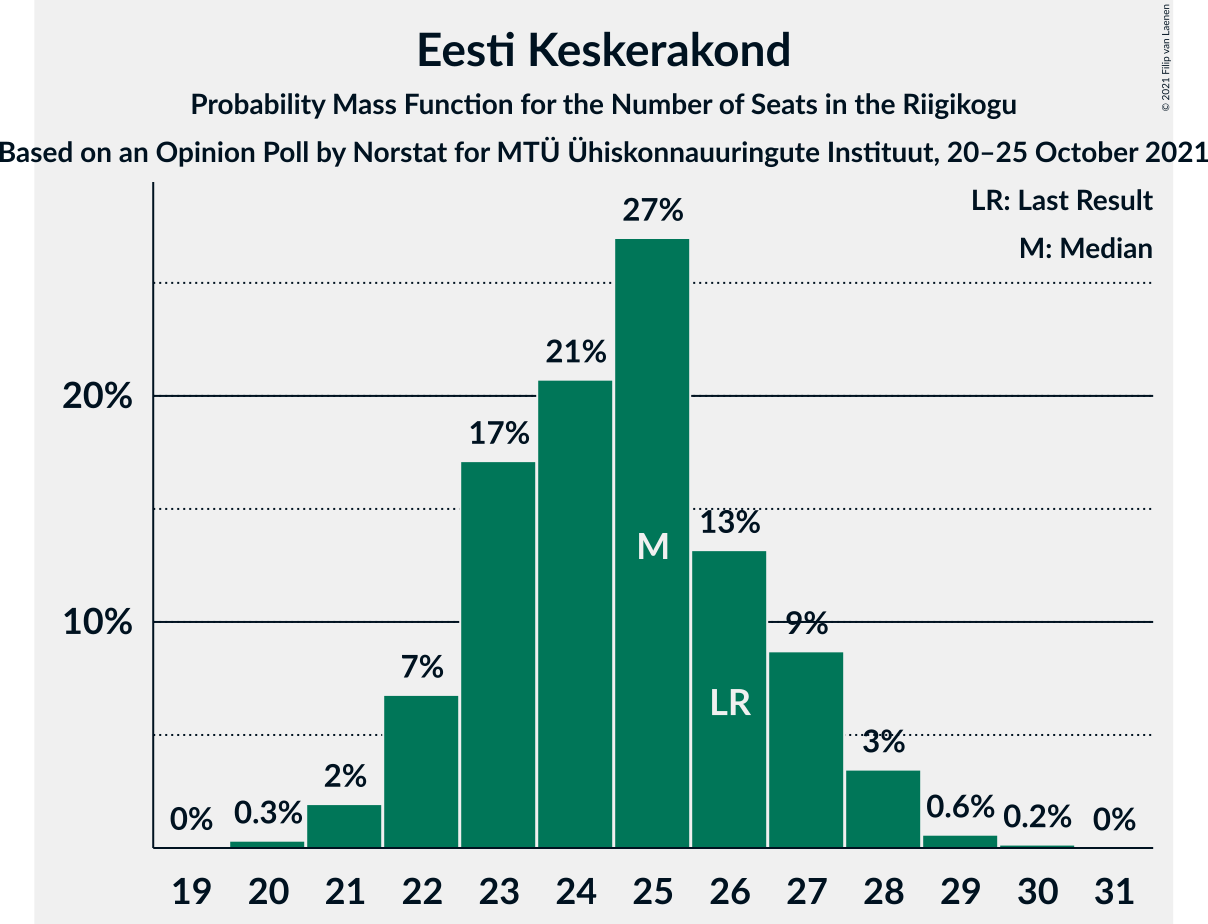 Eesti Keskerakond
Probability Mass Function for the Number of Seats in the Riigikogu
Based on an Opinion Poll by Norstat for MTÜ Ühiskonnauuringute Instituut, 20–25 October 2021
© 2021 Filip van Laenen
LR: Last Result
M: Median
27%
21%
20%
17%
13%
M
10%
9%
7%
LR
3%
2%
0% 0.3% 0.6% 0.2% 0%
19 20 21 22 23 24 25 26 27 28 29 30 31